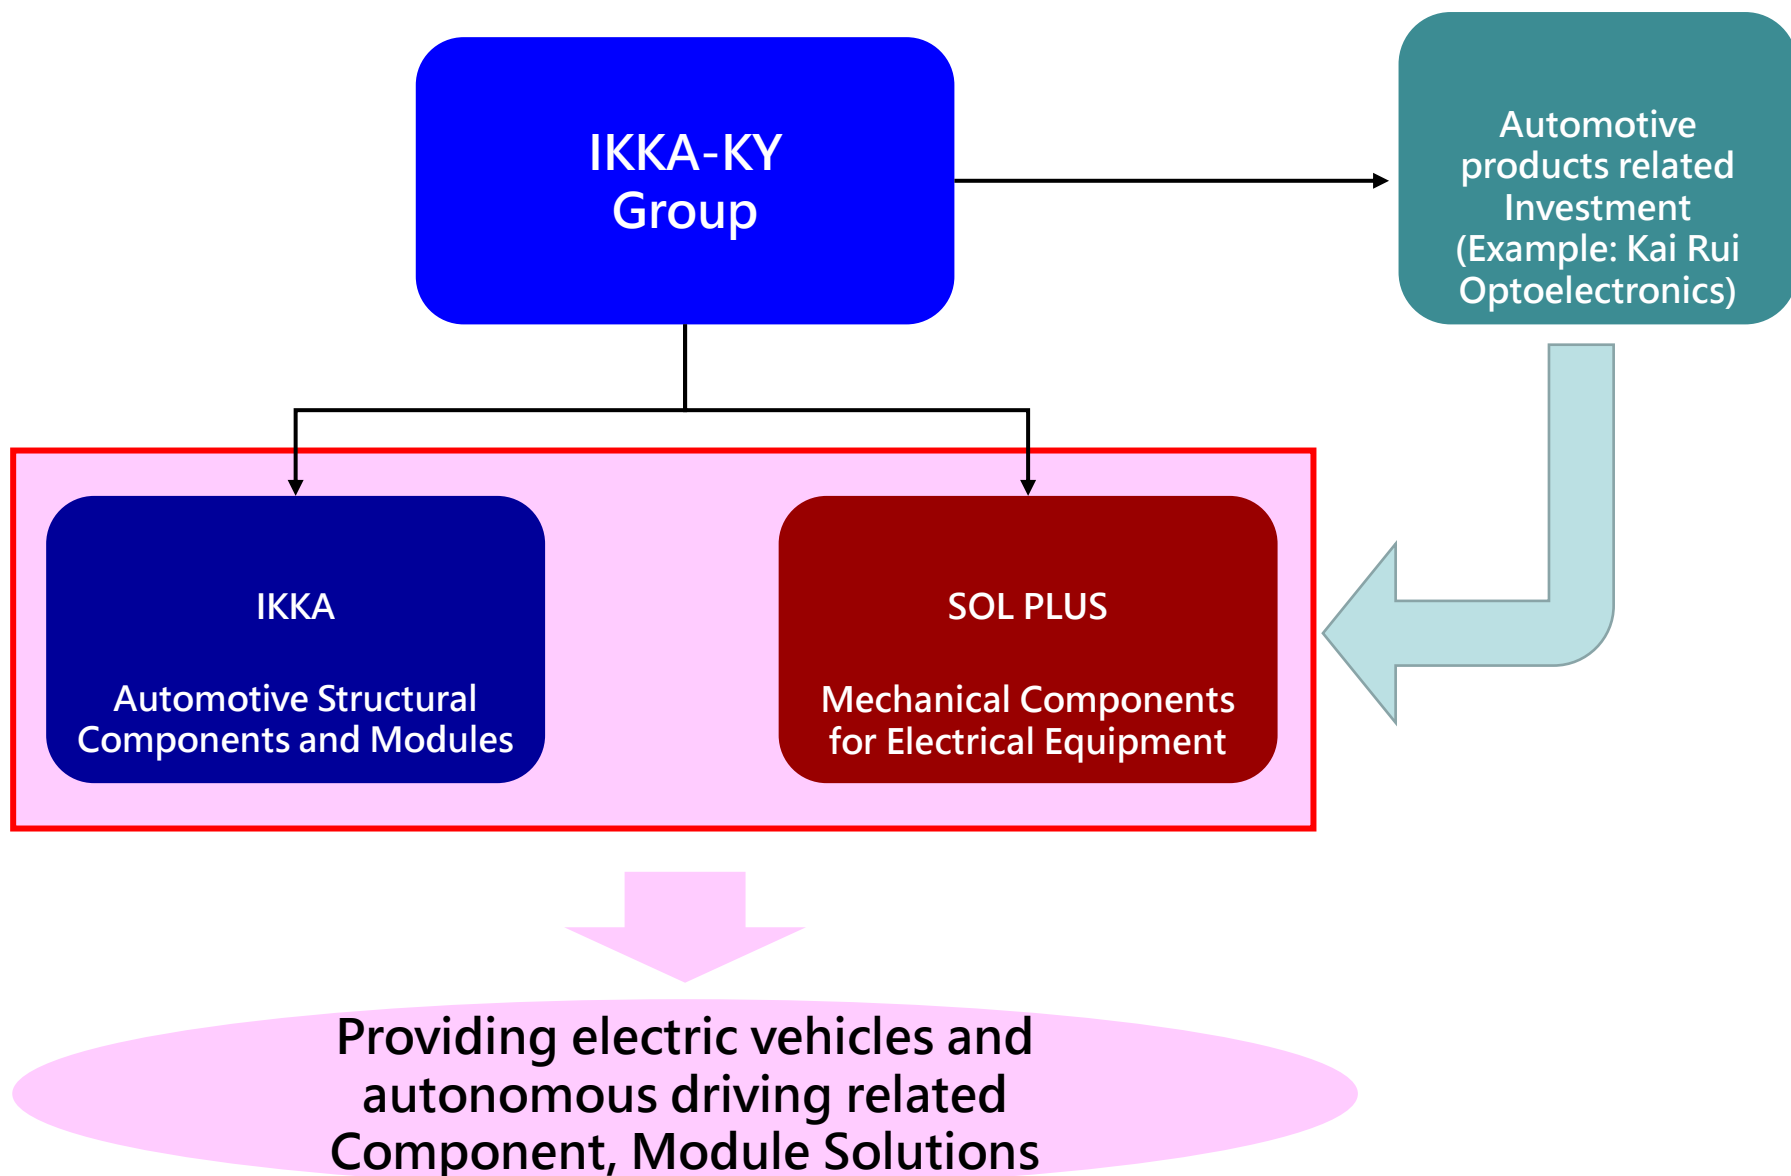 IKKA-KY
Group
Automotive
products related
Investment
(Example: Kai Rui
Optoelectronics)
IKKA
Automotive Structural
Components and Modules
SOL PLUS
Mechanical Components
for Electrical Equipment
Providing electric vehicles and
autonomous driving related
Component, Module Solutions